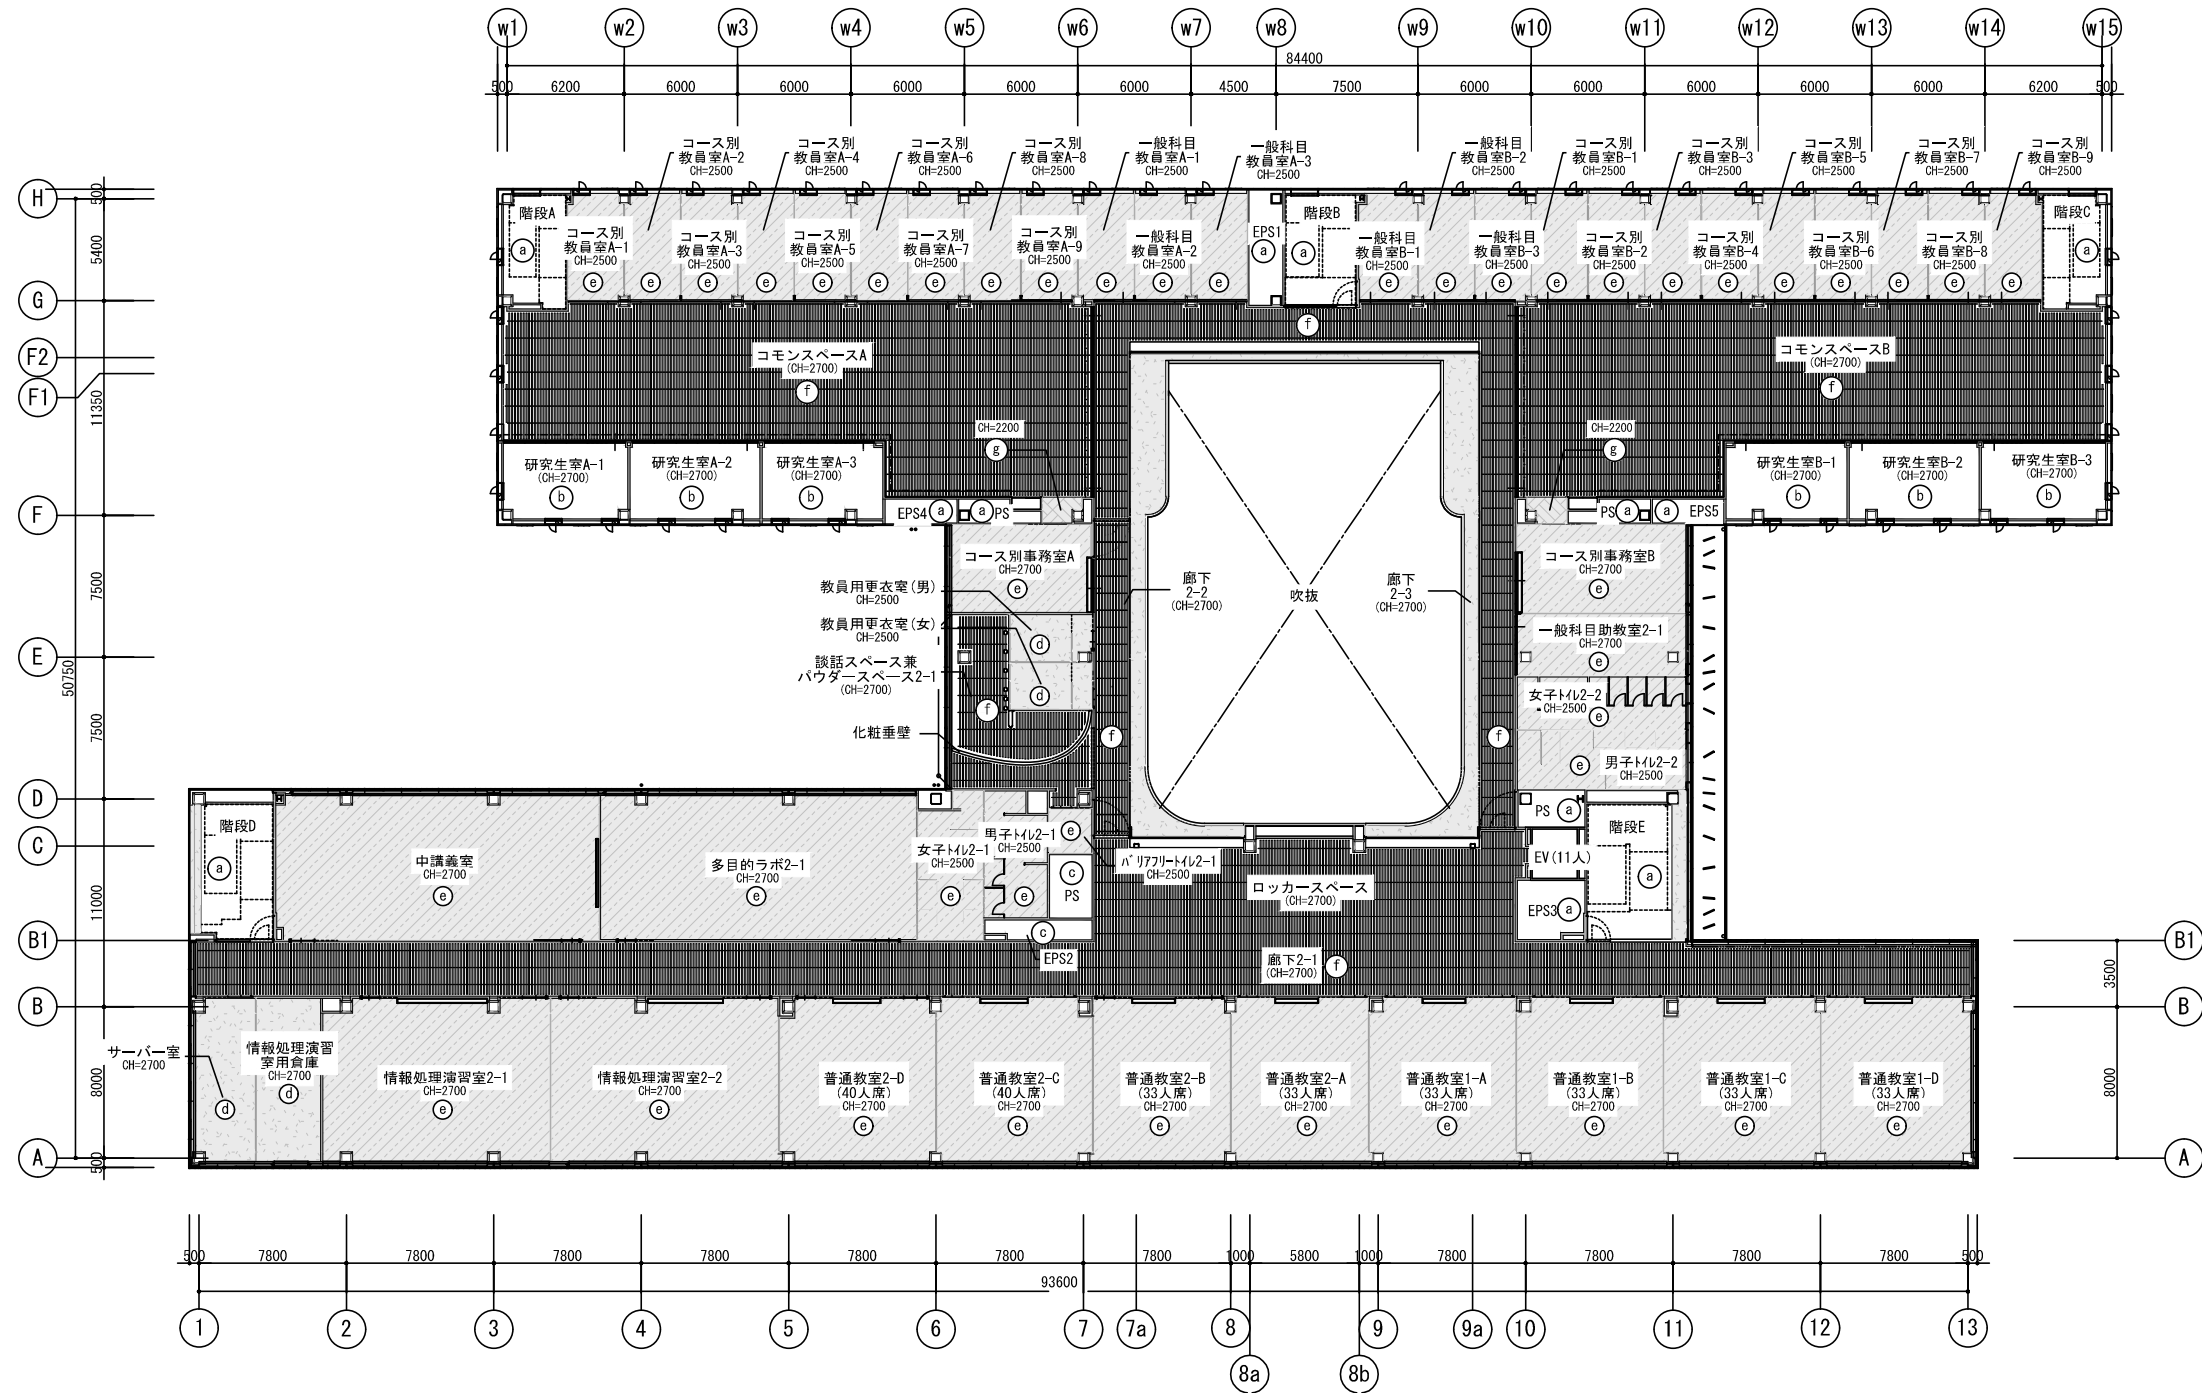 w1 w2 w3 w4 w5 w6 w7 w8 w9 w10 w11 w12 w13 w14 w15
84400
500 6200 6000 6000 6000 6000 6000 4500 7500 6000 6000 6000 6000 6000 6200 500
コース別
教員室A-2
CH=2500
コース別
教員室A-4
CH=2500
コース別
教員室A-6
CH=2500
コース別
教員室A-8
CH=2500
一般科目
教員室A-1
CH=2500
一般科目
教員室A-3
CH=2500
一般科目
教員室B-2
CH=2500
コース別
教員室B-1
CH=2500
コース別
教員室B-3
CH=2500
コース別
教員室B-5
CH=2500
コース別
教員室B-7
CH=2500
コース別
教員室B-9
CH=2500
H
500
5400
G
F2
F1
11350
F
7500
E
50750
7500
D
C
11000
B1
B
8000
A
500
階段A
a
コース別
教員室A-1
CH=2500
e
e
コース別
教員室A-3
CH=2500
e
コース別
教員室A-5
CH=2500
e
e
コース別
教員室A-7
CH=2500
e
e
コース別
教員室A-9
CH=2500
e
e
一般科目
教員室A-2
CH=2500
e
e
EPS1
a
階段B
a
一般科目
教員室B-1
CH=2500
e
e
一般科目
教員室B-3
CH=2500
e
e
コース別
教員室B-2
CH=2500
e
e
コース別
教員室B-4
CH=2500
e
e
コース別
教員室B-6
CH=2500
e
e
コース別
教員室B-8
CH=2500
e
e
階段C
a
f
コモンスペースA
(CH=2700)
f
コモンスペースB
(CH=2700)
f
CH=2200
g
CH=2200
g
研究生室A-1
(CH=2700)
b
研究生室A-2
(CH=2700)
b
研究生室A-3
(CH=2700)
b
研究生室B-1
(CH=2700)
b
研究生室B-2
(CH=2700)
b
研究生室B-3
(CH=2700)
b
EPS4 a a PS
PS a a EPS5
コース別事務室A
CH=2700
e
コース別事務室B
CH=2700
e
教員用更衣室(男)
CH=2500
d
教員用更衣室(女)
CH=2500
d
談話スペース兼
パウダースペース2-1
(CH=2700)
f
化粧垂壁
廊下
2-2
(CH=2700)
f
吹抜
廊下
2-3
(CH=2700)
f
一般科目助教室2-1
CH=2700
e
女子トイレ2-2
CH=2500
e
男子トイレ2-2
CH=2500
e
階段D
a
中講義室
CH=2700
e
多目的ラボ2-1
CH=2700
e
女子トイレ2-1
CH=2500
e
男子トイレ2-1
CH=2500
e
e
バリアフリートイレ2-1
CH=2500
c
PS
c
EPS2
ロッカースペース
(CH=2700)
PS a
EV(11人)
EPS3 a
階段E
a
廊下2-1
(CH=2700)
f
サーバー室
CH=2700
d
情報処理演習
室用倉庫
CH=2700
d
情報処理演習室2-1
CH=2700
e
情報処理演習室2-2
CH=2700
e
普通教室2-D
(40人席)
CH=2700
e
普通教室2-C
(40人席)
CH=2700
e
普通教室2-B
(33人席)
CH=2700
e
普通教室2-A
(33人席)
CH=2700
e
普通教室1-A
(33人席)
CH=2700
e
普通教室1-B
(33人席)
CH=2700
e
普通教室1-C
(33人席)
CH=2700
e
普通教室1-D
(33人席)
CH=2700
e
B1
3500
B
8000
A
500 7800 7800 7800 7800 7800 7800 7800 1000 5800 1000 7800 7800 7800 7800 500
93600
1 2 3 4 5 6 7 7a 8 9 9a 10 11 12 13
8a 8b